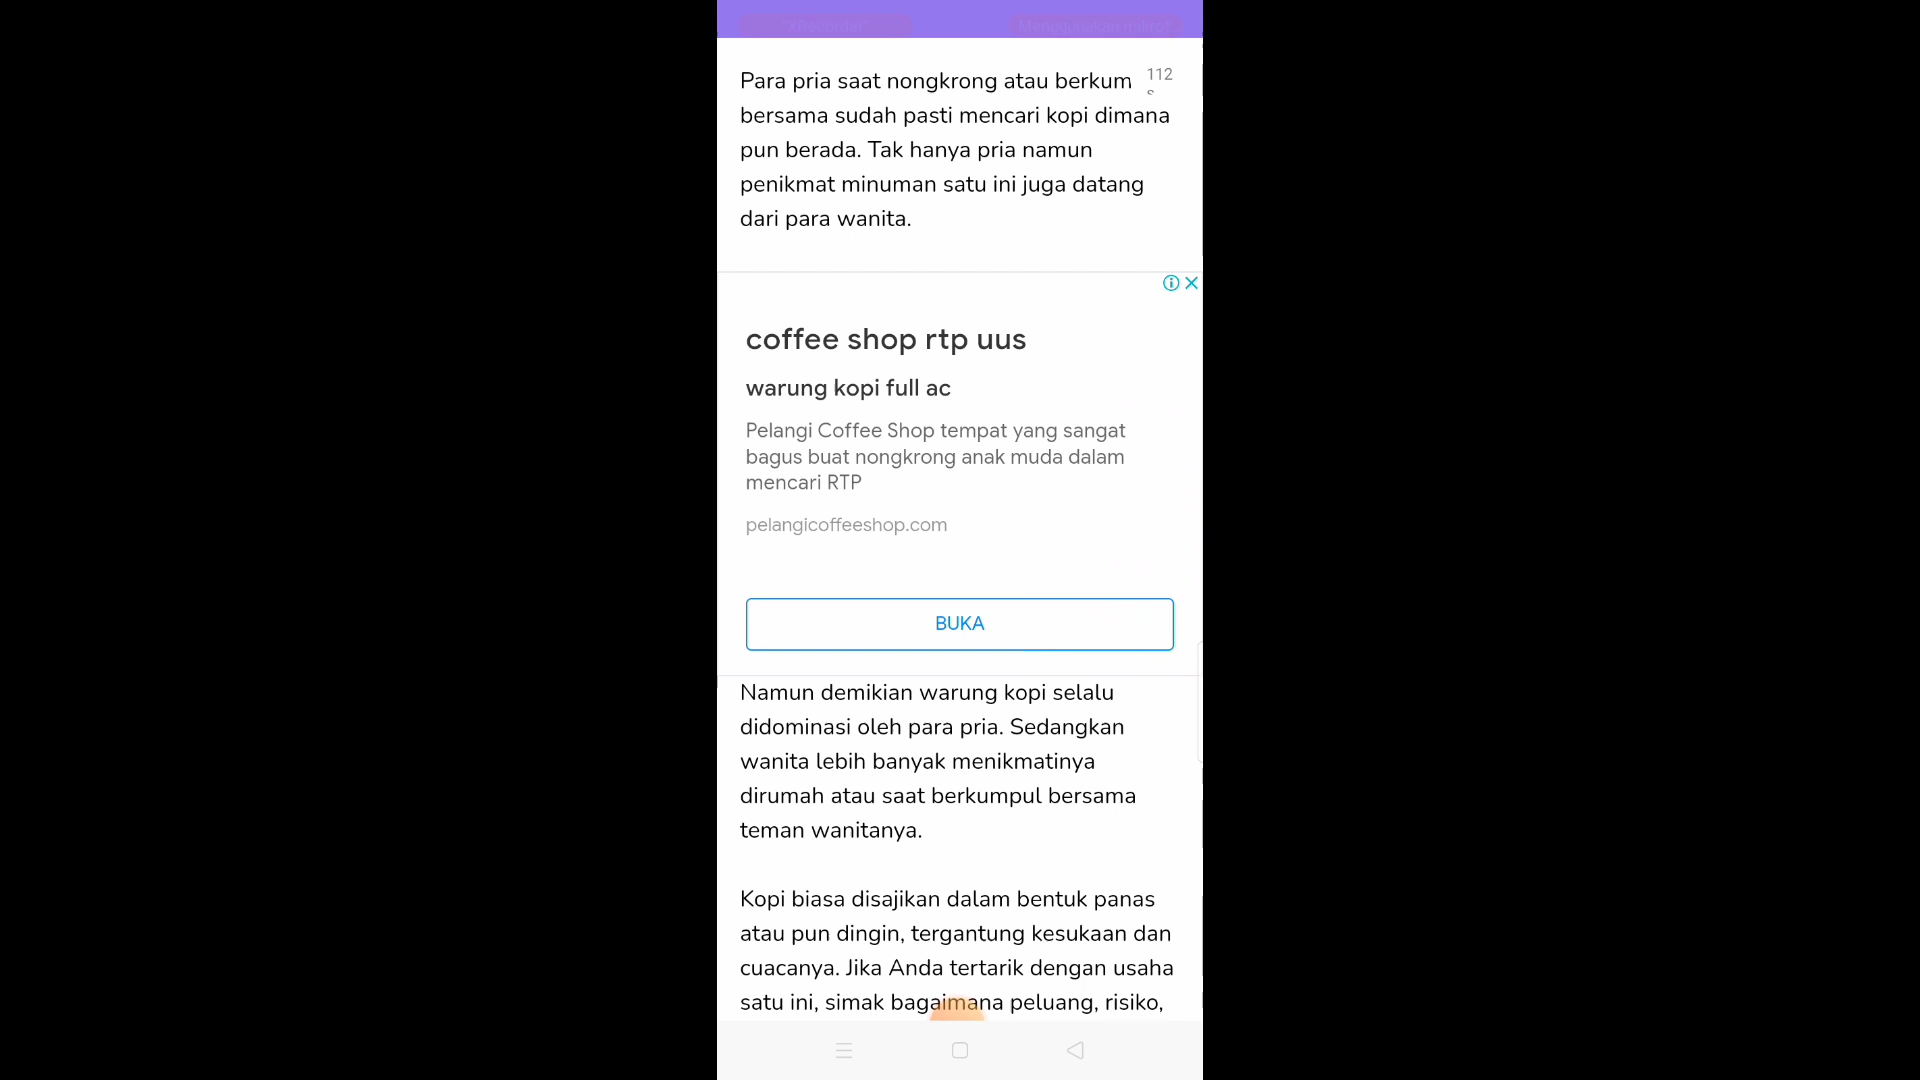 "XRecorder"
Menggunakan makro"
Para pria saat nongkrong atau berkum
112
s
bersama sudah pasti mencari kopi dimana
pun berada. Tak hanya pria namun
penikmat minuman satu ini juga datang
dari para wanita.
coffee shop rtp uus
warung kopi full ac
Pelangi Coffee Shop tempat yang sangat
bagus buat nongkrong anak muda dalam
mencari RTP
pelangicoffeeshop.com
BUKA
Namun demikian warung kopi selalu
didominasi oleh para pria. Sedangkan
wanita lebih banyak menikmatinya
dirumah atau saat berkumpul bersama
teman wanitanya.
Kopi biasa disajikan dalam bentuk panas
atau pun dingin, tergantung kesukaan dan
cuacanya. Jika Anda tertarik dengan usaha
satu ini, simak bagaimana peluang, risiko,